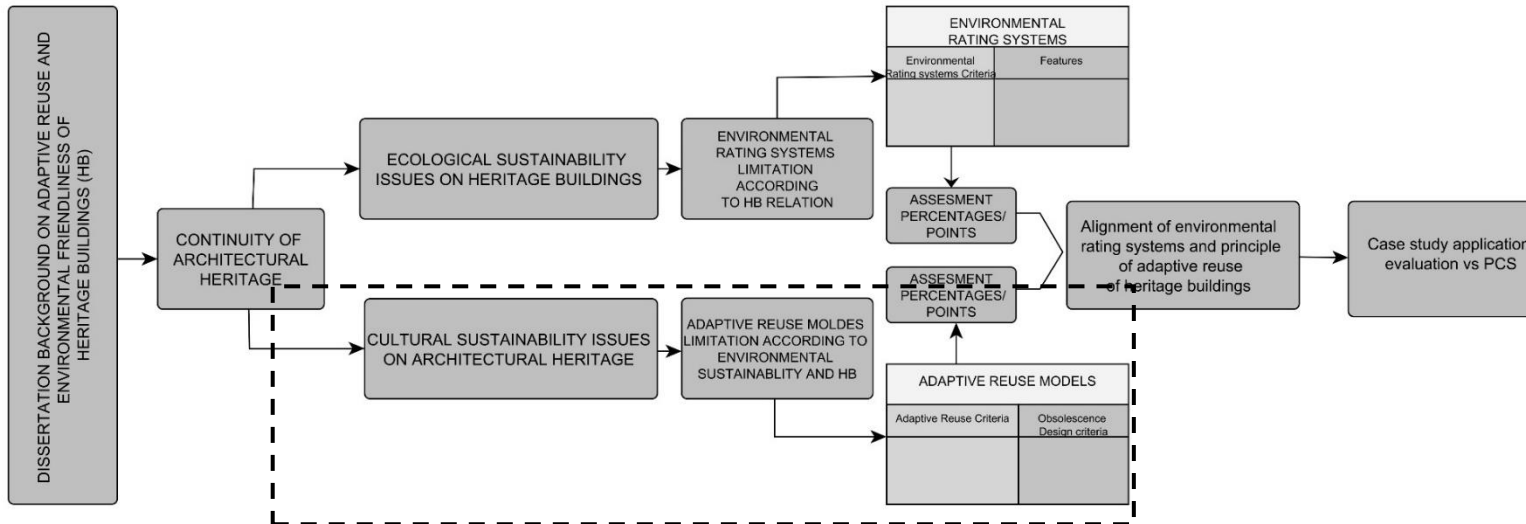 DISSERTATION BACKGROUND ON ADAPTIVE REUSE AND
ENVIRONMENTAL FRIENDLINESS OF
HERITAGE BUILDINGS (HB)
CONTINUITY OF
ARCHITECTURAL
HERITAGE
ECOLOGICAL SUSTAINABILITY
ISSUES ON HERITAGE BUILDINGS
ENVIRONMENTAL
RATING SYSTEMS
LIMITATION
ACCORDING
TO HB RELATION
ENVIRONMENTAL
RATING SYSTEMS
Environmental
Rating systems Criteria
Features
ASSESMENT
PERCENTAGES/
POINTS
CULTURAL SUSTAINABILITY ISSUES
ON ARCHITECTURAL HERITAGE
ADAPTIVE REUSE MOLDES
LIMITATION ACCORDING TO
ENVIRONMENTAL
SUSTAINABLITY AND HB
ADAPTIVE REUSE MODELS
Adaptive Reuse Criteria
Obsolescence
Design criteria
ASSESMENT
PERCENTAGES/
POINTS
Alignment of environmental
rating systems and principle
of adaptive reuse
of heritage buildings
Case study application
evaluation vs PCS